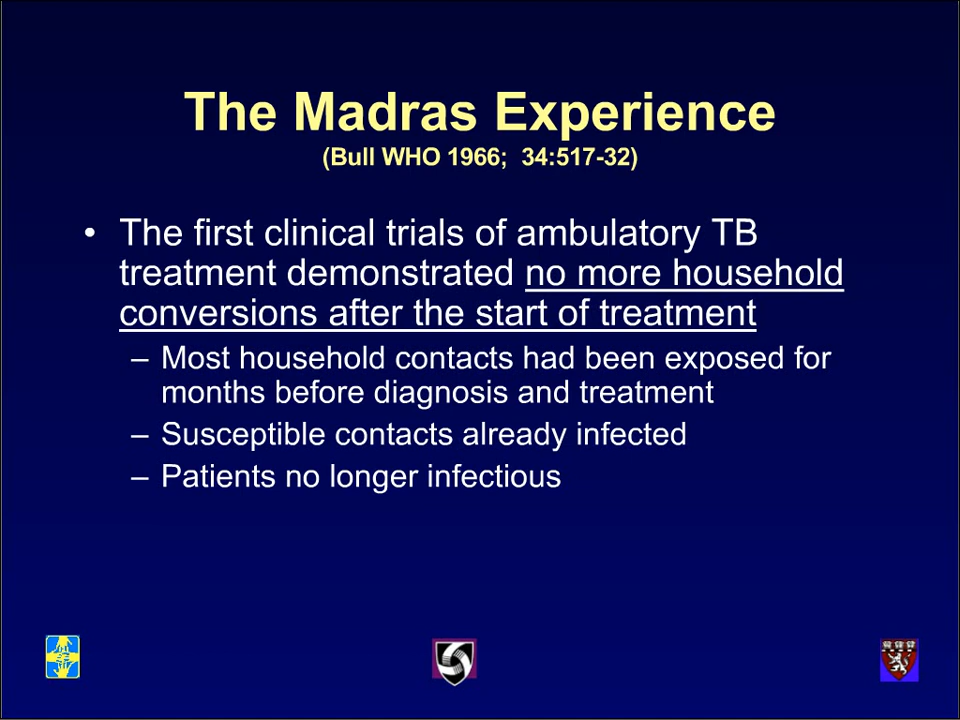 The Madras Experience
(Bull WHO 1966;  34:517-32)
• The first clinical trials of ambulatory TB
treatment demonstrated no more household
conversions after the start of treatment
– Most household contacts had been exposed for
months before diagnosis and treatment
– Susceptible contacts already infected
– Patients no longer infectious